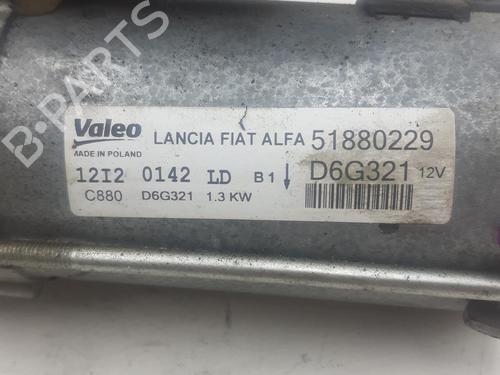 B-PARTS
Valeo LANCIA FIAT ALFA 51880229
MADE IN POLAND
12I2 0142 LD B1 D6G321 12V
C880 D6G321 1.3 KW